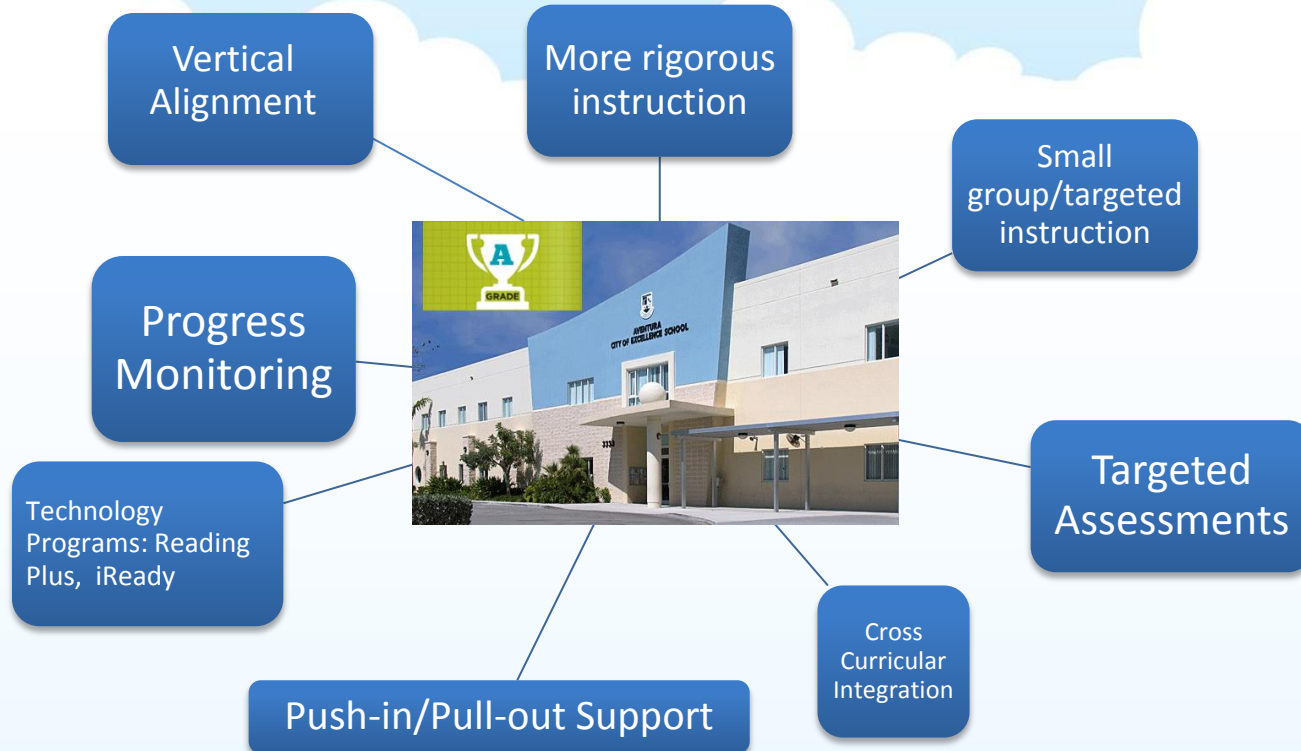 Vertical
Alignment
More rigorous
instruction
Small
group/targeted
instruction
A
GRADE
AVENTURA
CITY OF EXCELLENCE SCHOOL
3333
Progress
Monitoring
Targeted
Assessments
Technology
Programs: Reading
Plus, iReady
Cross
Curricular
Integration
Push-in/Pull-out Support